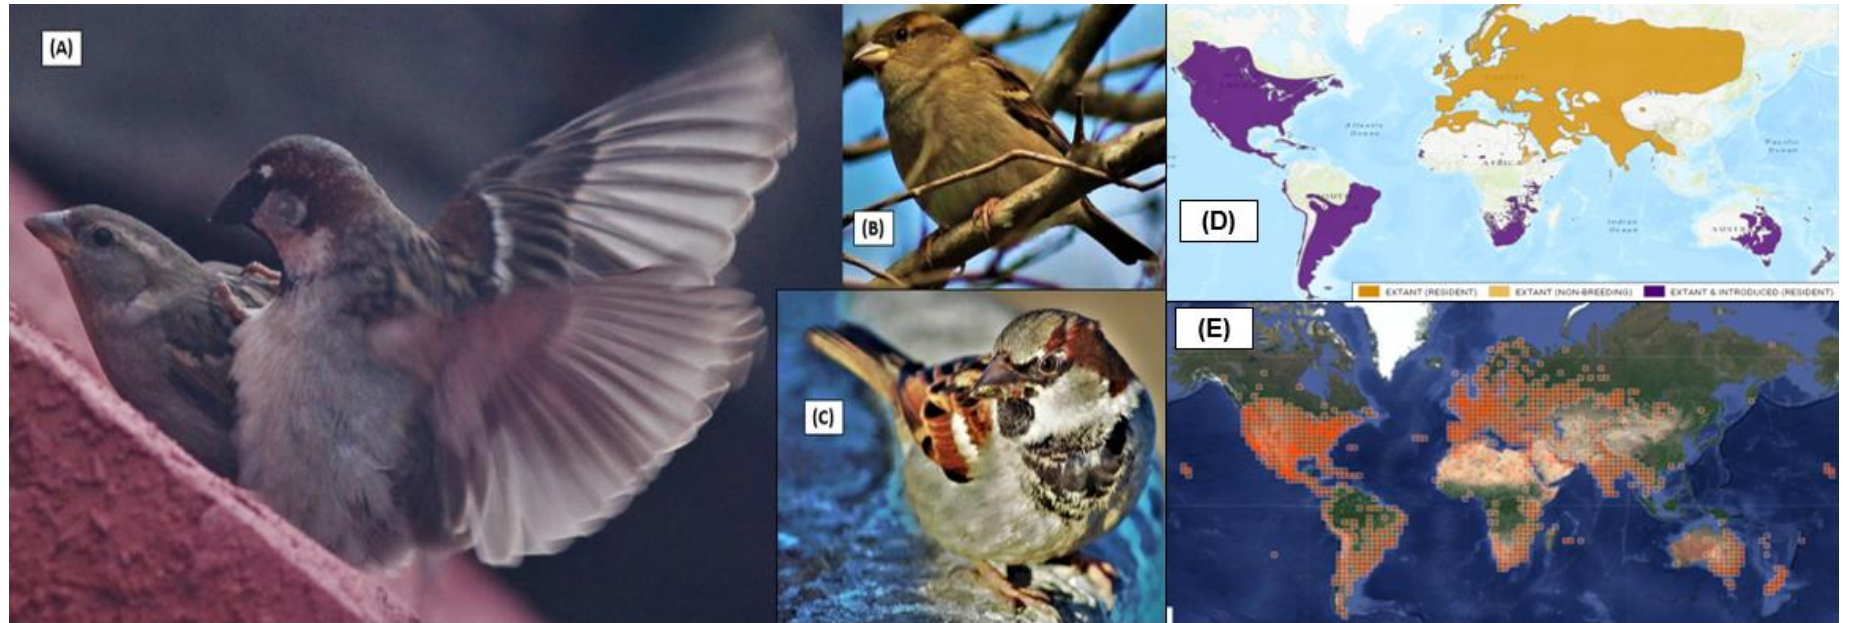 (A)
(B)
(C)
(D)
Atlantic
Ocean
AFRICA
Pacific
Ocean
Indian
Ocean
EXTANT (RESIDENT) EXTANT (NON-BREEDING) EXTANT & INTRODUCED (RESIDENT)
(E)